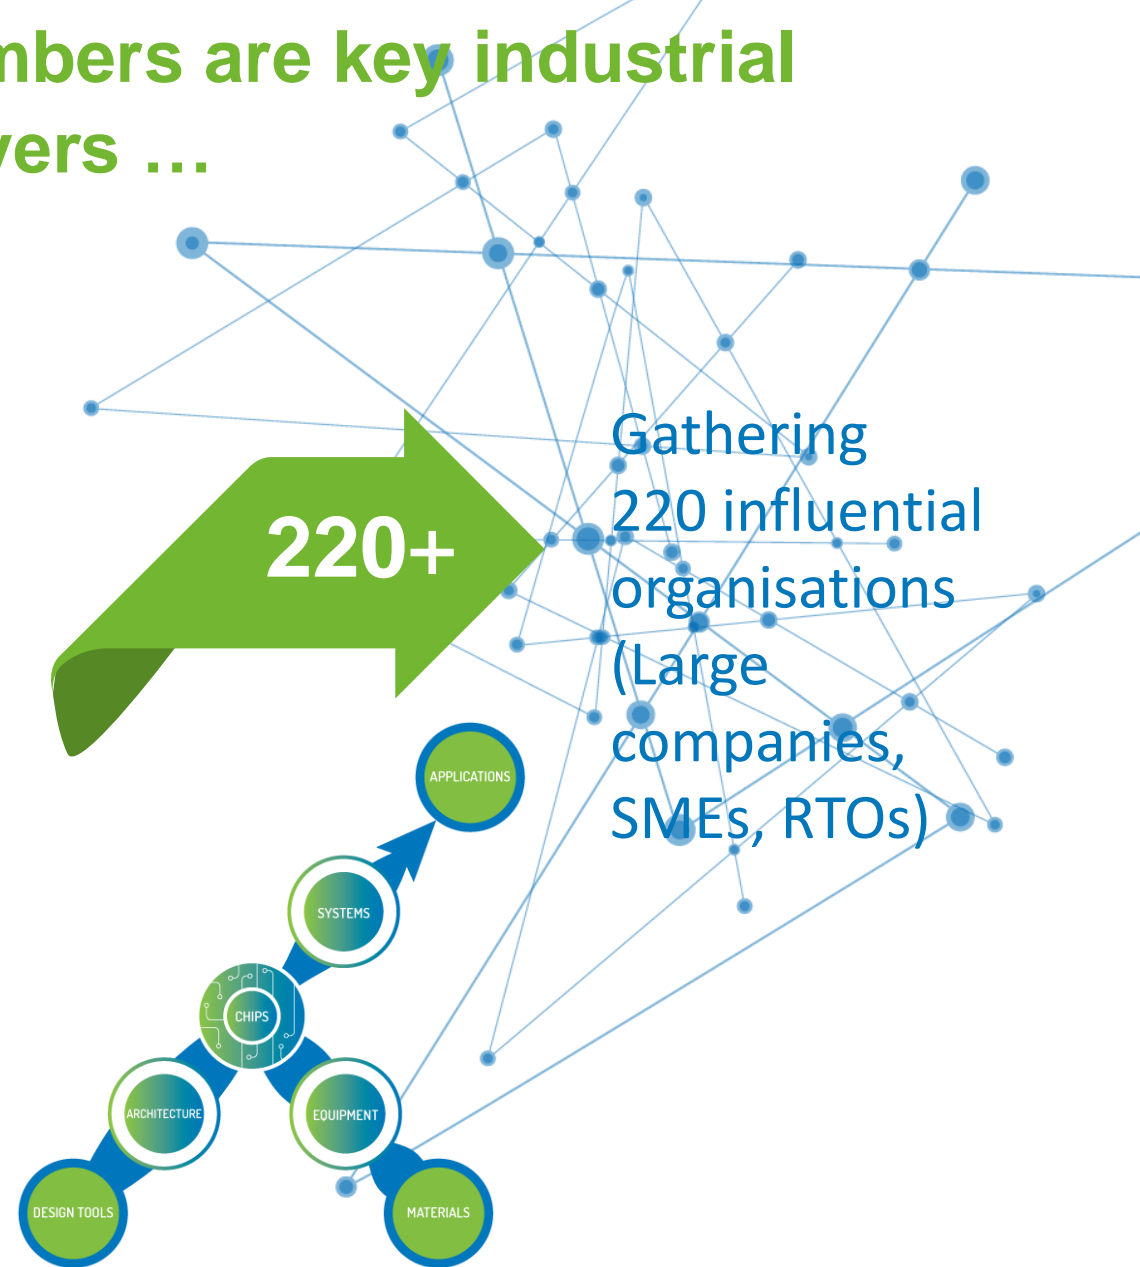 mbers are key industrial
yers …
220+
Gathering
220 influential
organisations
(Large
companies,
SMEs, RTOs)
APPLICATIONS
SYSTEMS
CHIPS
ARCHITECTURE
EQUIPMENT
DESIGN TOOLS
MATERIALS